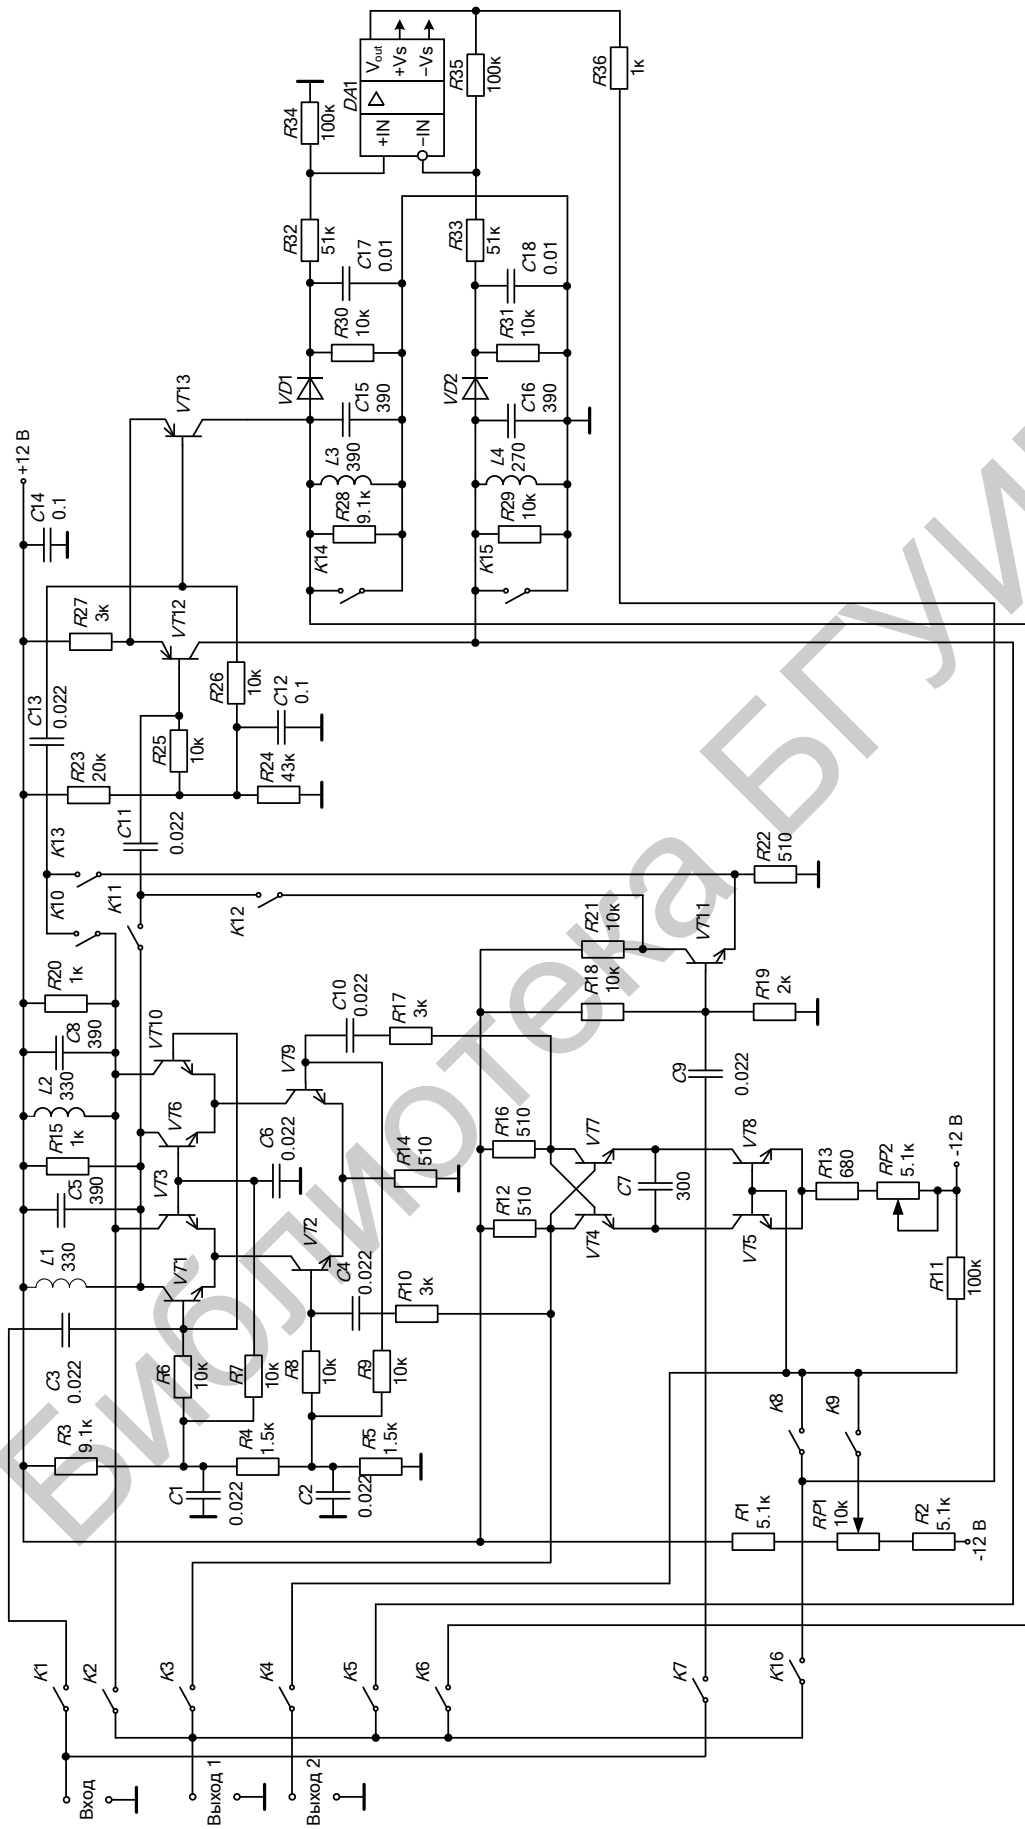 Вход
Выход 1
Выход 2
K1
K2
K3
K4
K5
K6
K7
K16
C3
0.022
R3
9.1к
C1
0.022
R4
1.5к
C2
0.022
R5
1.5к
R6
10к
R7
10к
R8
10к
R9
10к
L1
330
C5
390
R15
1к
L2
330
C8
390
R20
1к
VT1
VT3
VT6
VT10
VT2
VT9
C4
0.022
R10
3к
C6
0.022
R14
510
C10
0.022
R17
3к
K10
K13
K11
K12
C11
0.022
C13
0.022
R23
20к
R25
10к
R24
43к
R26
10к
C12
0.1
R27
3к
VT12
VT13
C14
0.1
+12 В
R12
510
R16
510
VT4
VT7
C7
300
VT5
VT8
R13
680
RP2
5.1к
-12 В
R11
100к
K8
K9
R1
5.1к
RP1
10к
R2
5.1к
-12 В
C9
0.022
R18
10к
R19
2к
R21
10к
VT11
R22
510
K14
R28
9.1к
L3
390
C15
390
VD1
R30
10к
C17
0.01
R32
51к
R34
100к
K15
R29
10к
L4
270
C16
390
VD2
R31
10к
C18
0.01
R33
51к
R35
100к
R36
1к
DA1
+IN
−IN
Vout
+Vs
−Vs
Библиотека БГУИ